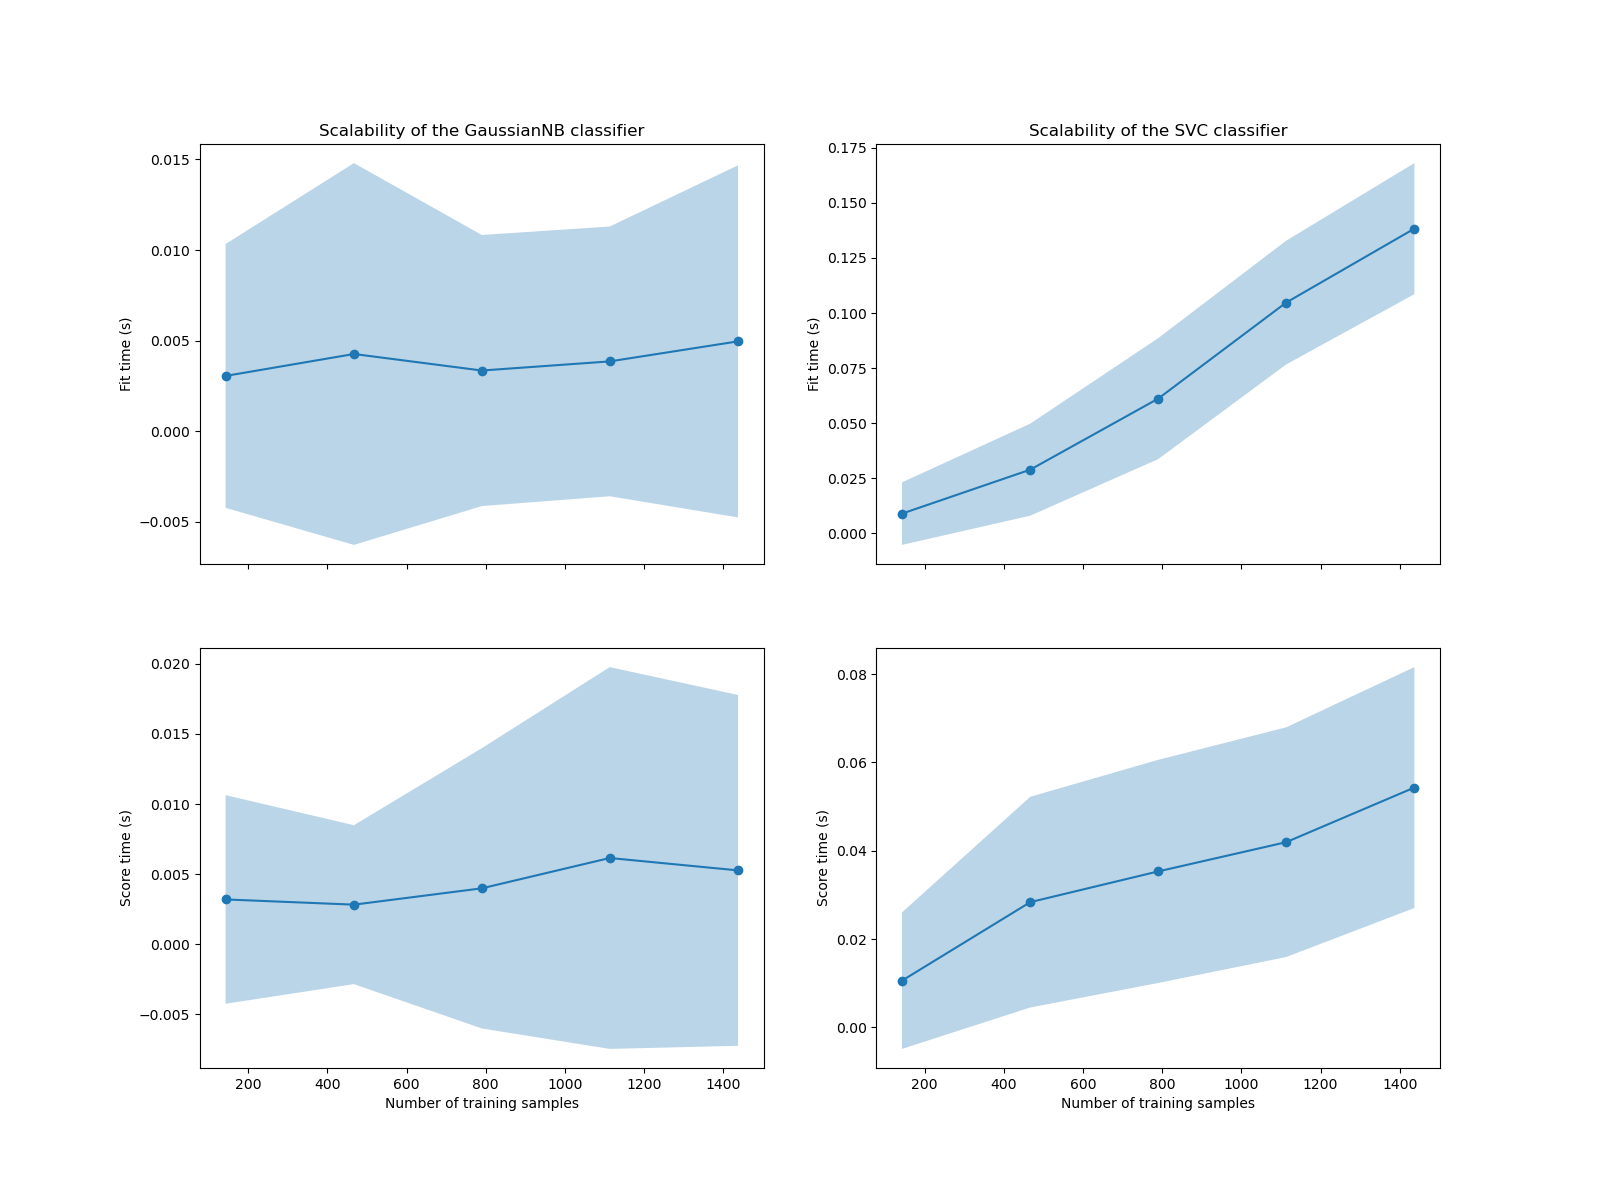 Scalability of the GaussianNB classifier
0.015
0.010
0.005
0.000
−0.005
Fit time (s)
Scalability of the SVC classifier
0.175
0.150
0.125
0.100
0.075
0.050
0.025
0.000
Fit time (s)
0.020
0.015
0.010
0.005
0.000
−0.005
Score time (s)
200 400 600 800 1000 1200 1400
Number of training samples
0.08
0.06
0.04
0.02
0.00
Score time (s)
200 400 600 800 1000 1200 1400
Number of training samples